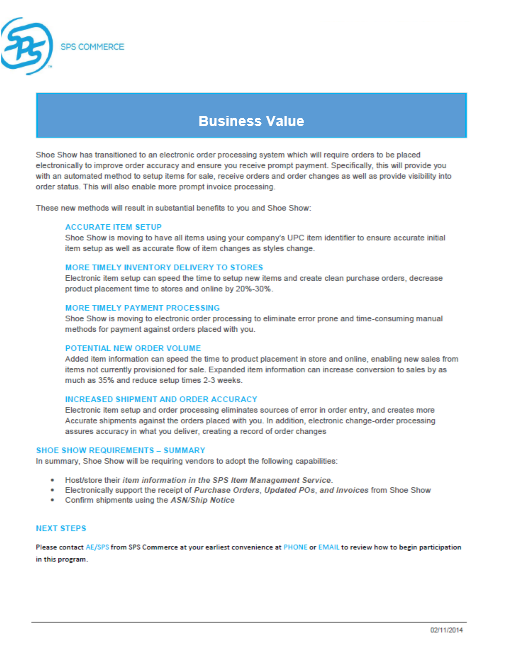 SPS
SPS COMMERCE
Business Value
Shoe Show has transitioned to an electronic order processing system which will require orders to be placed
electronically to improve order accuracy and ensure you receive prompt payment. Specifically, this will provide you
with an automated method to setup items for sale, receive orders and order changes as well as provide visibility into
order status. This will also enable more prompt invoice processing.
These new methods will result in substantial benefits to you and Shoe Show:
ACCURATE ITEM SETUP
Shoe Show is moving to have all items using your company's UPC item identifier to ensure accurate initial
item setup as well as accurate flow of item changes as styles change.
MORE TIMELY INVENTORY DELIVERY TO STORES
Electronic item setup can speed the time to setup new items and create clean purchase orders, decrease
product placement time to stores and online by 20%-30%.
MORE TIMELY PAYMENT PROCESSING
Shoe Show is moving to electronic order processing to eliminate error prone and time-consuming manual
methods for payment against orders placed with you.
POTENTIAL NEW ORDER VOLUME
Added item information can speed the time to product placement in store and online, enabling new sales from
items not currently provisioned for sale. Expanded item information can increase conversion to sales by as
much as 35% and reduce setup times 2-3 weeks.
INCREASED SHIPMENT AND ORDER ACCURACY
Electronic item setup and order processing eliminates sources of error in order entry, and creates more
Accurate shipments against the orders placed with you. In addition, electronic change-order processing
assures accuracy in what you deliver, creating a record of order changes
SHOE SHOW REQUIREMENTS – SUMMARY
In summary, Shoe Show will be requiring vendors to adopt the following capabilities:
• Host/store their item information in the SPS Item Management Service.
• Electronically support the receipt of Purchase Orders, Updated POs, and Invoices from Shoe Show
• Confirm shipments using the ASN/Ship Notice
NEXT STEPS
Please contact AE/SPS from SPS Commerce at your earliest convenience at PHONE or EMAIL to review how to begin participation
in this program.
02/11/2014